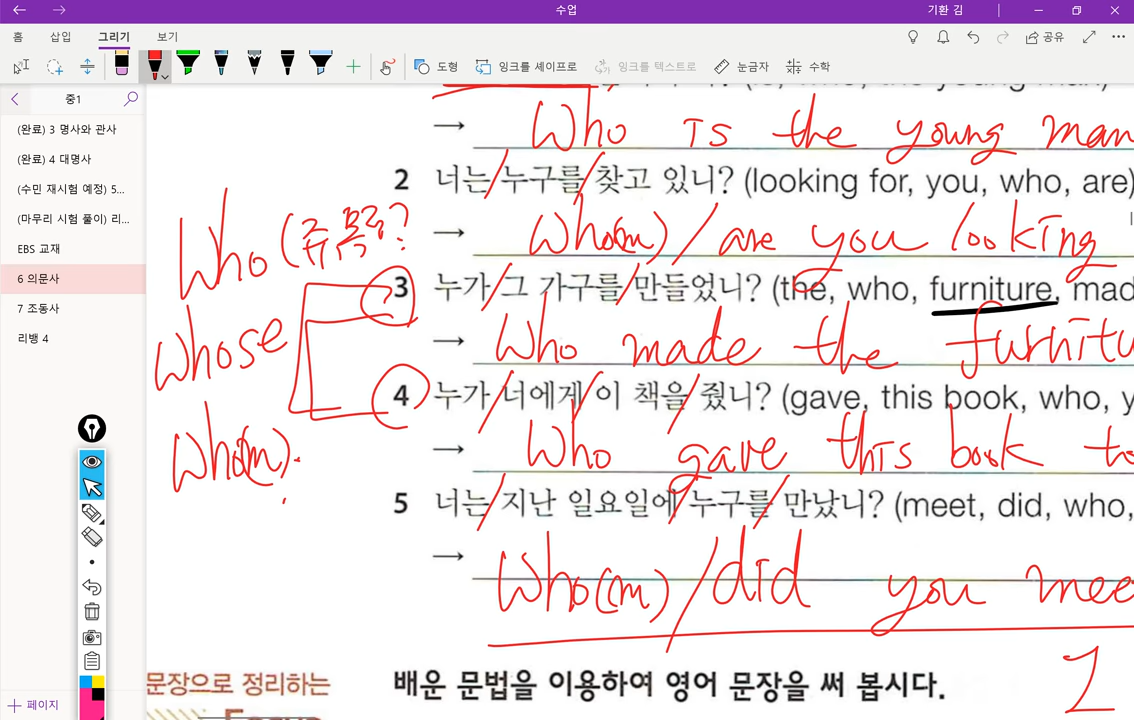 수업
기환 김
홈 삽입 그리기 보기
도형 잉크를 셰이프로 잉크를 텍스트로 눈금자 수학 공유
중1
(완료) 3 명사와 관사
(완료) 4 대명사
(수민 재시험 예정) 5...
(마무리 시험 풀이) 리...
EBS 교재
6 의문사
7 조동사
리뱅 4
페이지
Who
whose
who(m).
→ Who is the young man
2 너는/누구를/찾고 있니? (looking for, you, who, are)
→ Who(m)/are you looking
3 누가/그 가구를/만들었니? (the, who, furniture, mad
→ Who made the furnitu
4 누가/너에게/이 책을/줬니? (gave, this book, who, y
→ Who gave this book to
5 너는/지난 일요일에/누구를/만났니? (meet, did, who,
→ Who(m)/did you mee
문장으로 정리하는
배운 문법을 이용하여 영어 문장을 써 봅시다.